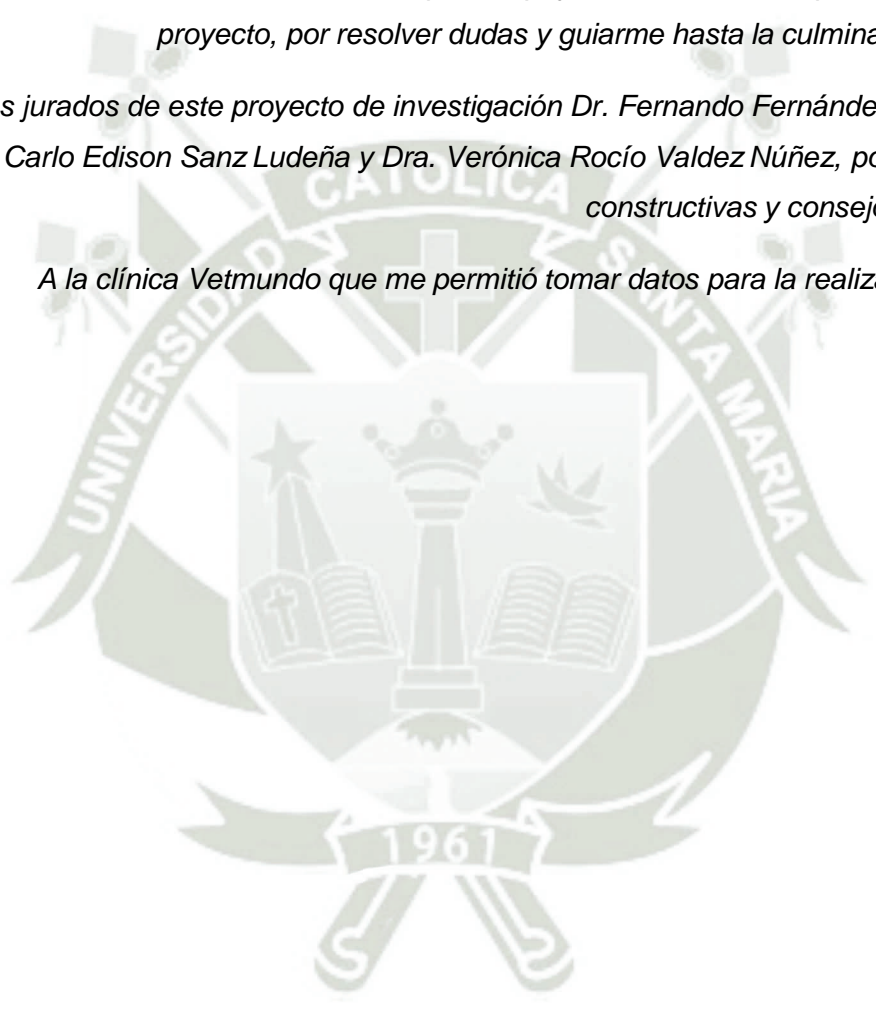 proyecto, por resolver dudas y guiarme hasta la culmina
s jurados de este proyecto de investigación Dr. Fernando Fernánde
Carlo Edison Sanz Ludeña y Dra. Verónica Rocío Valdez Núñez, po
constructivas y consejo
A la clínica Vetmundo que me permitió tomar datos para la realiza
UNIVERSIDAD CATOLICA SANTA MARIA
1961